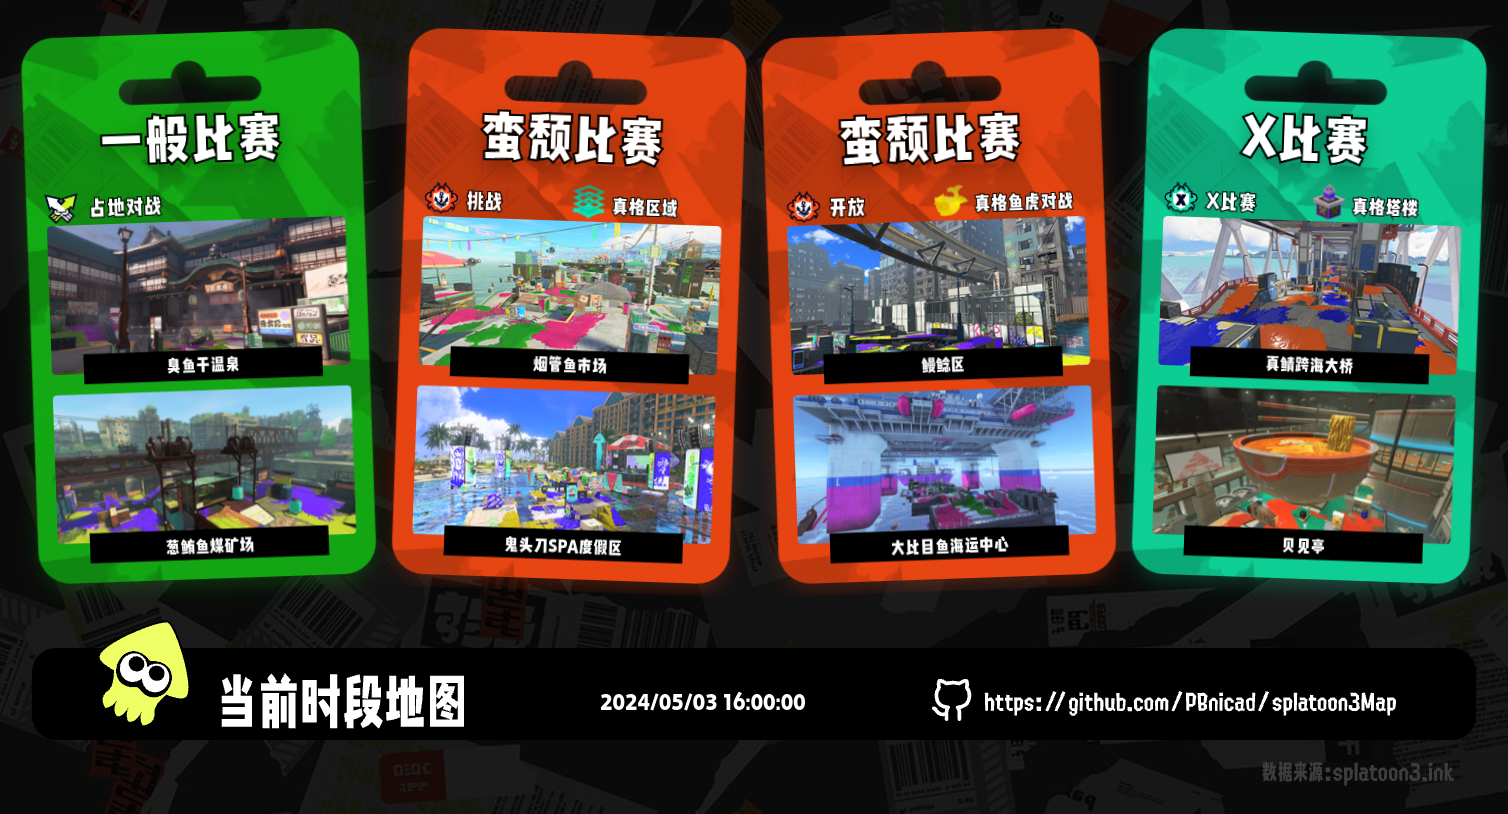 一般比赛
占地对战
臭鱼干温泉
葱鲔鱼煤矿场
蛮颓比赛
挑战
真格区域
烟管鱼市场
鬼头刀SPA度假区
蛮颓比赛
开放
真格鱼虎对战
鳗鲶区
大比目鱼海运中心
X比赛
X比赛
真格塔楼
真鲭跨海大桥
贝见亭
当前时段地图
2024/05/03 16:00:00
https://github.com/PBnicad/splatoon3Map
数据来源:splatoon3.ink